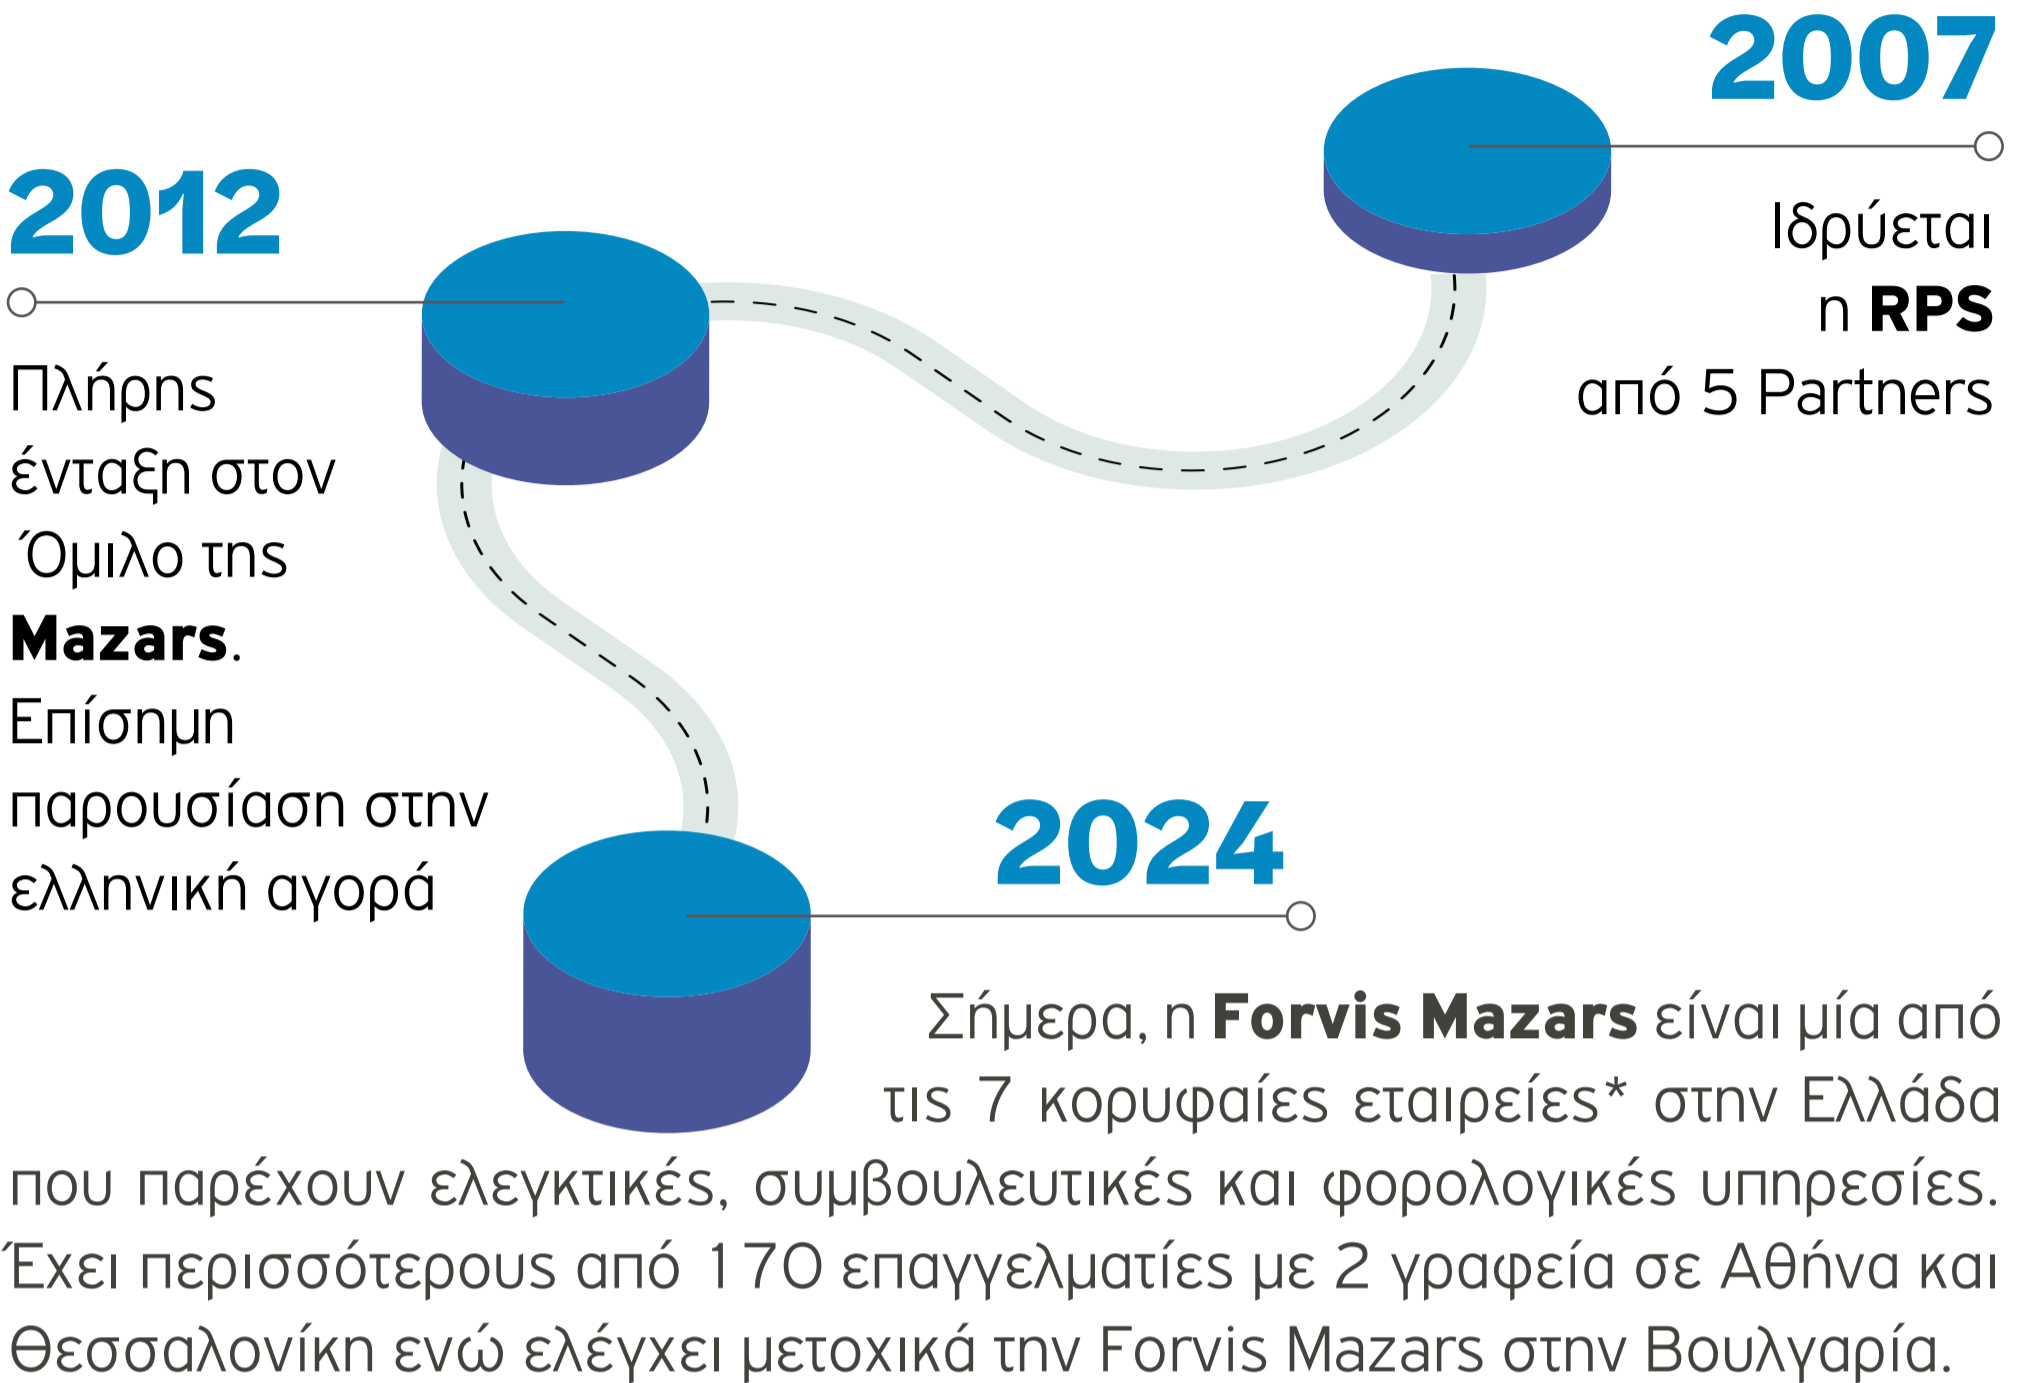 2007
Ιδρύεται
η RPS
από 5 Partners
2012
Πλήρης
ένταξη στον
Όμιλο της
Mazars.
Επίσημη
παρουσίαση στην
ελληνική αγορά
2024
Σήμερα, η Forvis Mazars είναι μία από
τις 7 κορυφαίες εταιρείες* στην Ελλάδα
που παρέχουν ελεγκτικές, συμβουλευτικές και φορολογικές υπηρεσίες.
Έχει περισσότερους από 170 επαγγελματίες με 2 γραφεία σε Αθήνα και
Θεσσαλονίκη ενώ ελέγχει μετοχικά την Forvis Mazars στην Βουλγαρία.